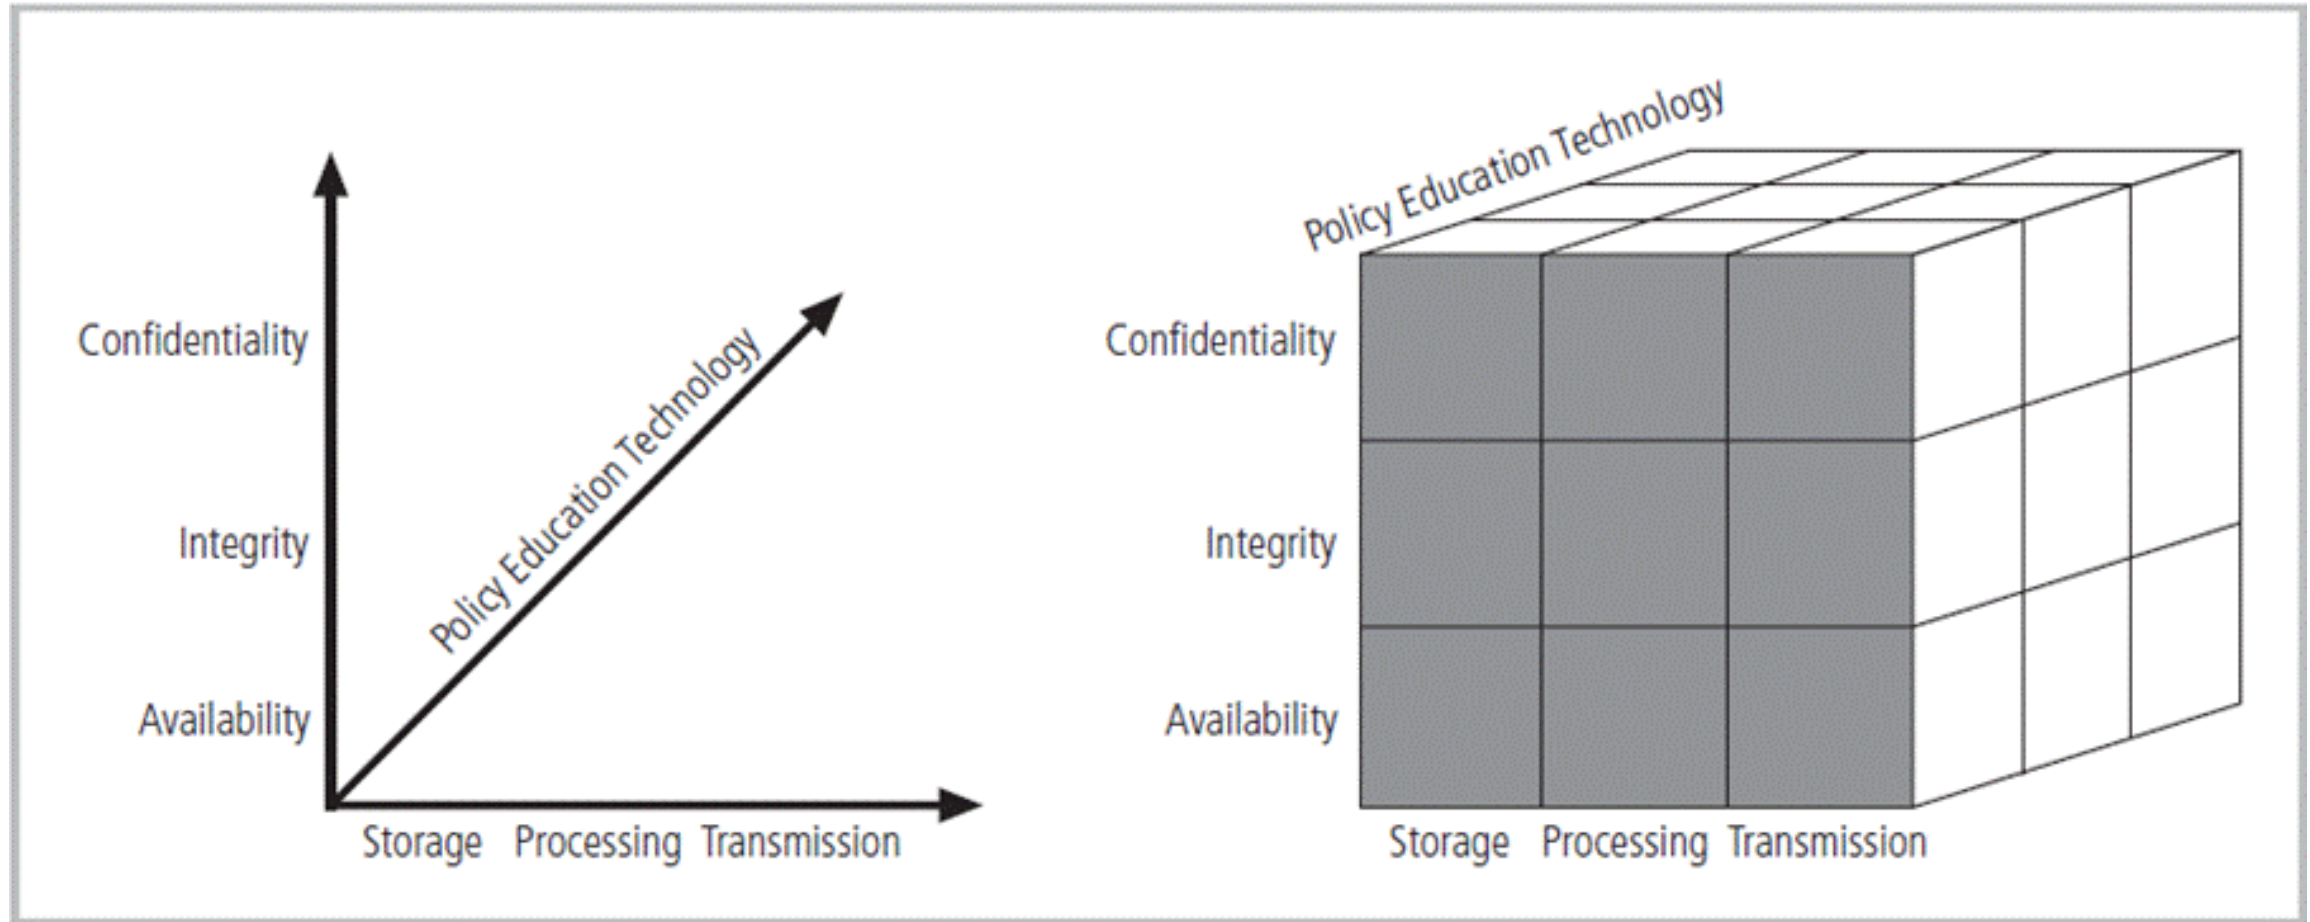 Confidentiality
Integrity
Availability
Policy Education Technology
Storage Processing Transmission
Policy Education Technology
Confidentiality
Integrity
Availability
Storage Processing Transmission